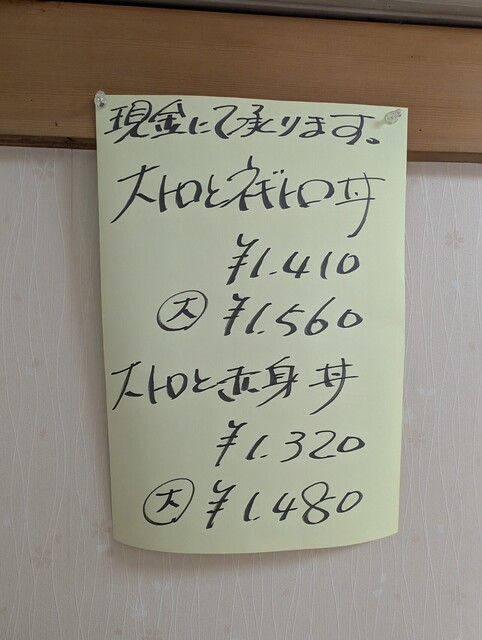 現金にて承ります。
大トロとネギトロ丼
¥1.410
大 ¥1.560
大トロと赤身丼
¥1.320
大 ¥1.480